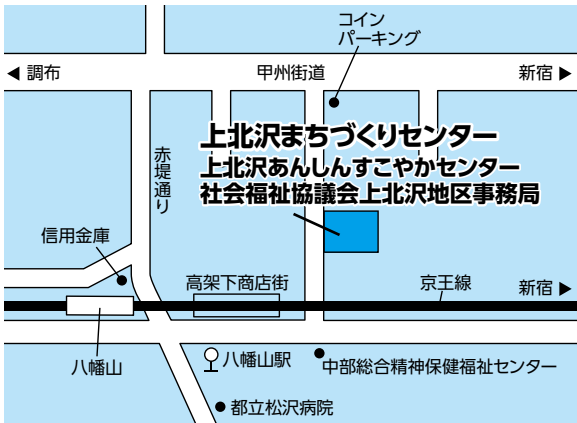 コイン
パーキング
◀ 調布
甲州街道
新宿 ▶
上北沢まちづくりセンター
上北沢あんしんすこやかセンター
社会福祉協議会上北沢地区事務局
赤堤通り
信用金庫
高架下商店街
京王線
新宿 ▶
八幡山
八幡山駅
中部総合精神保健福祉センター
都立松沢病院